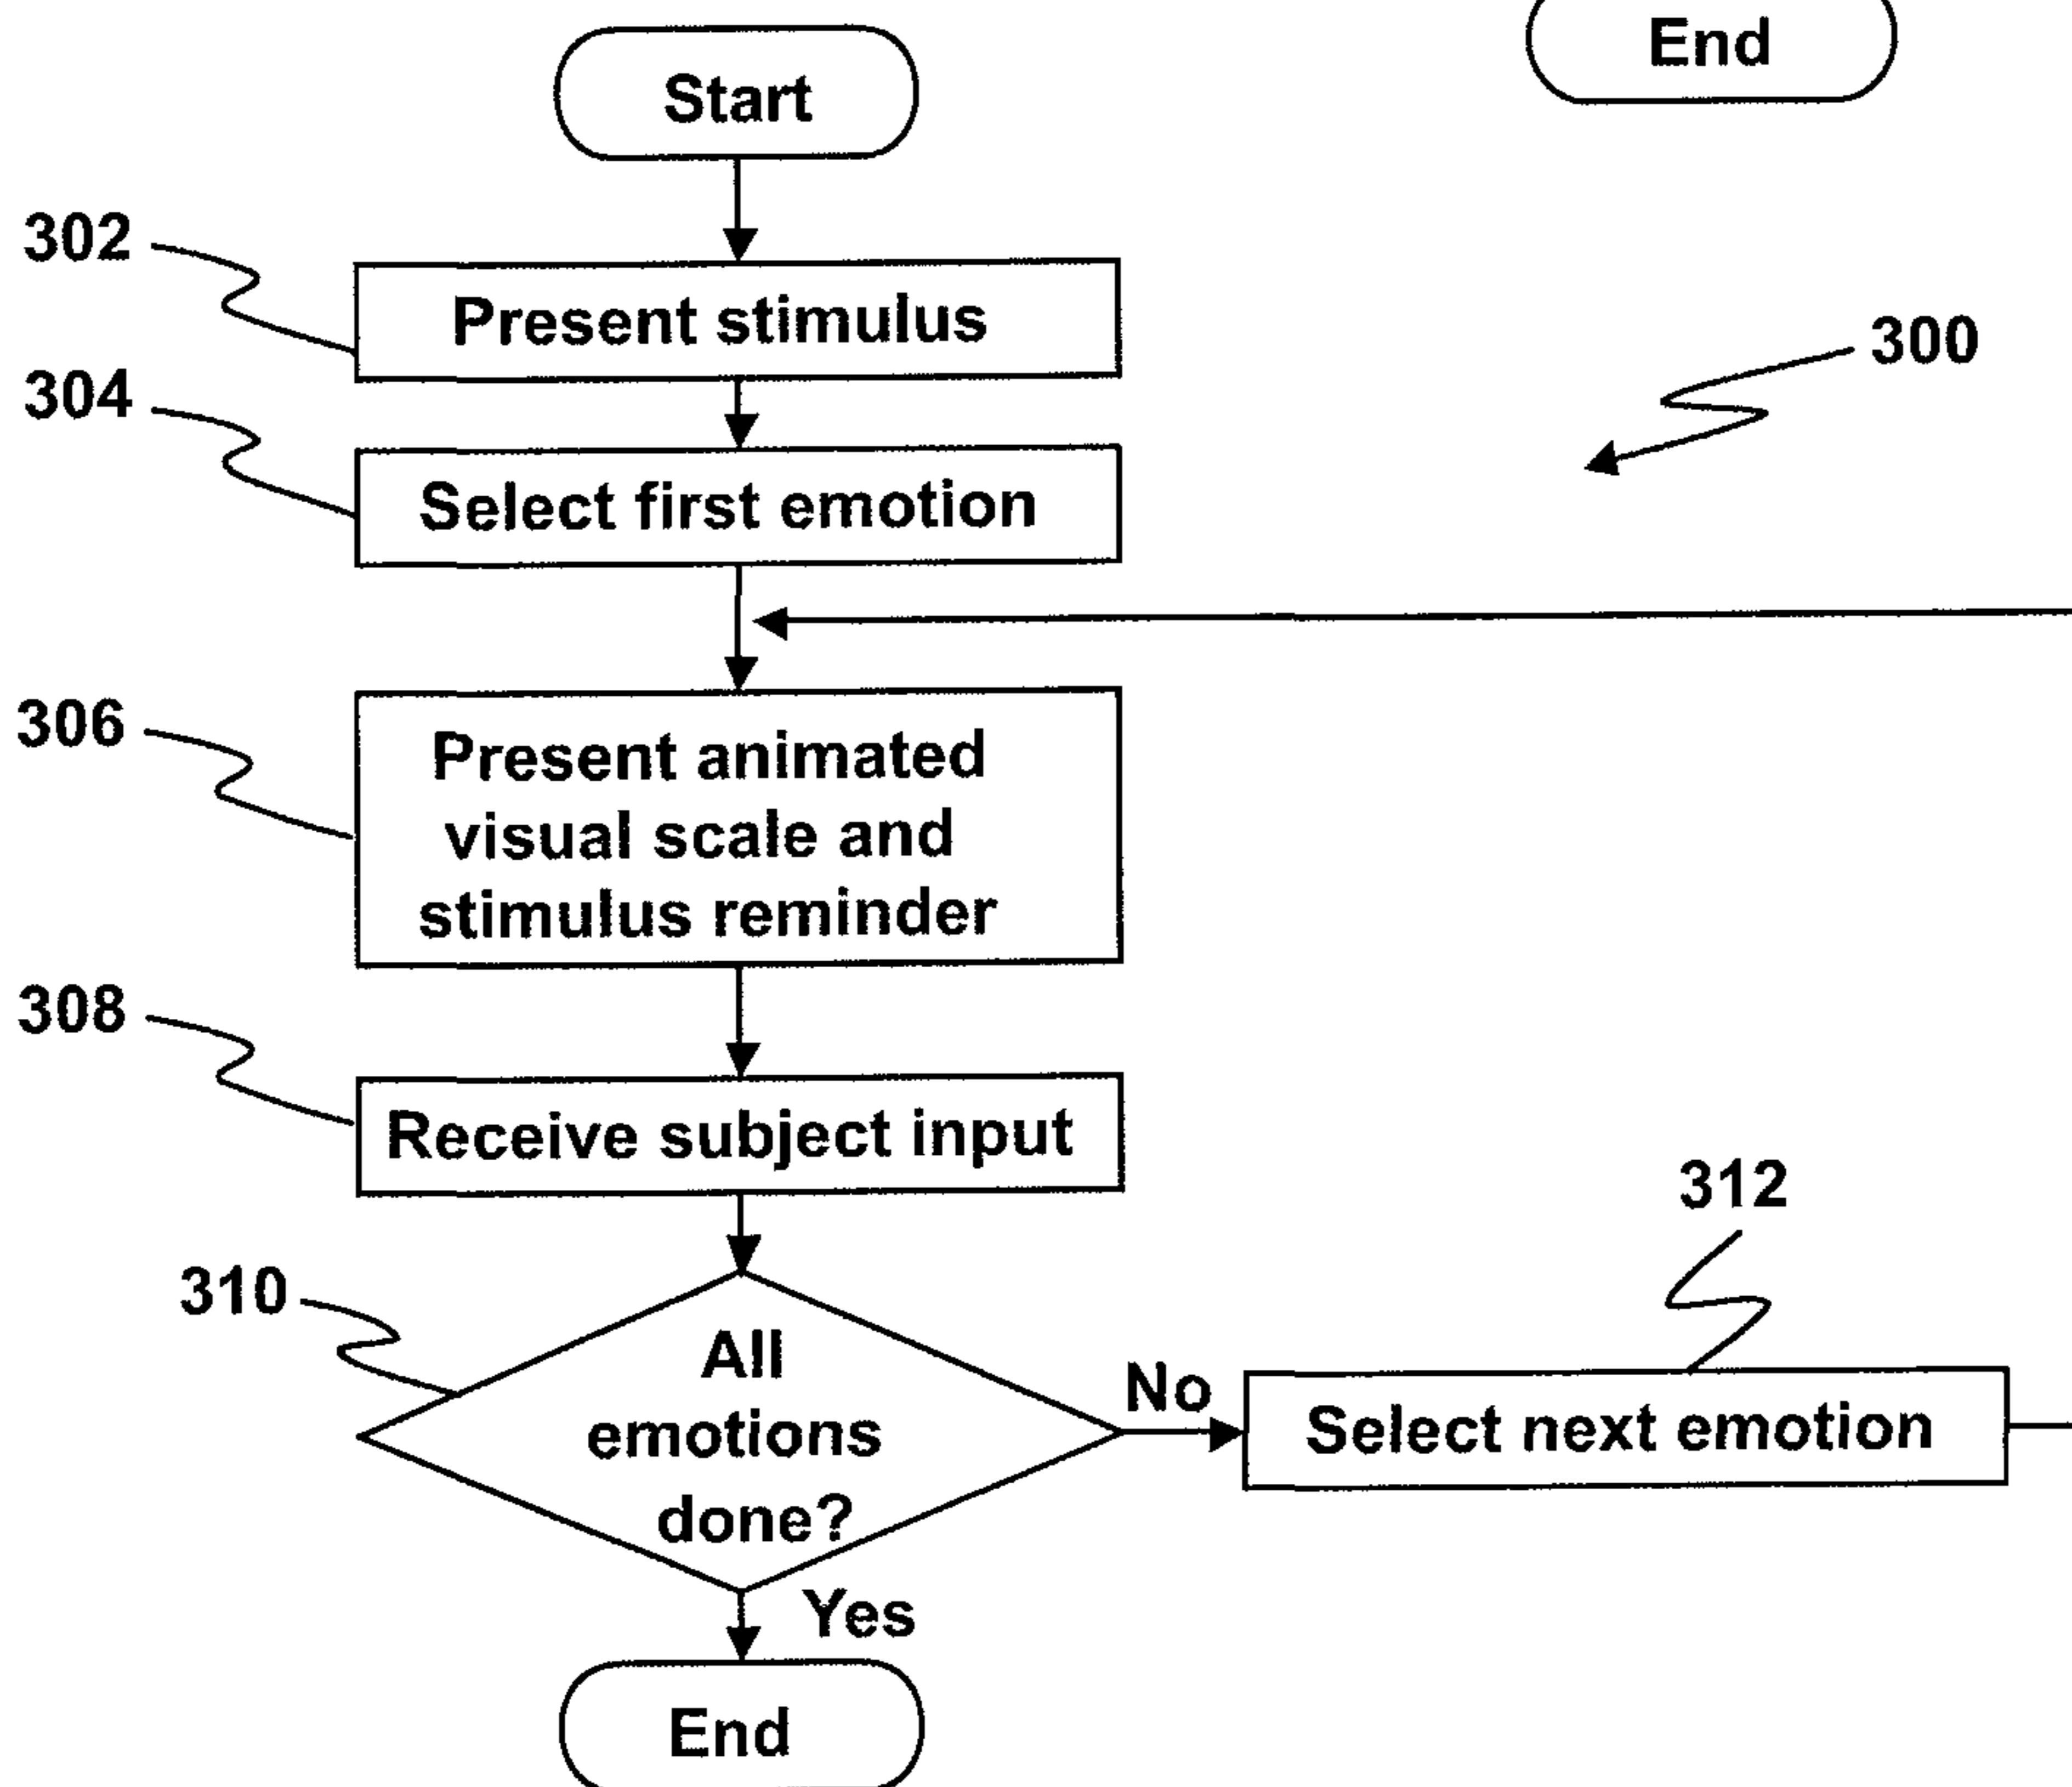 End
Start
302
Present stimulus
300
304
Select first emotion
306
Present animated
visual scale and
stimulus reminder
308
Receive subject input
312
310
All
emotions
done?
No
Select next emotion
Yes
End